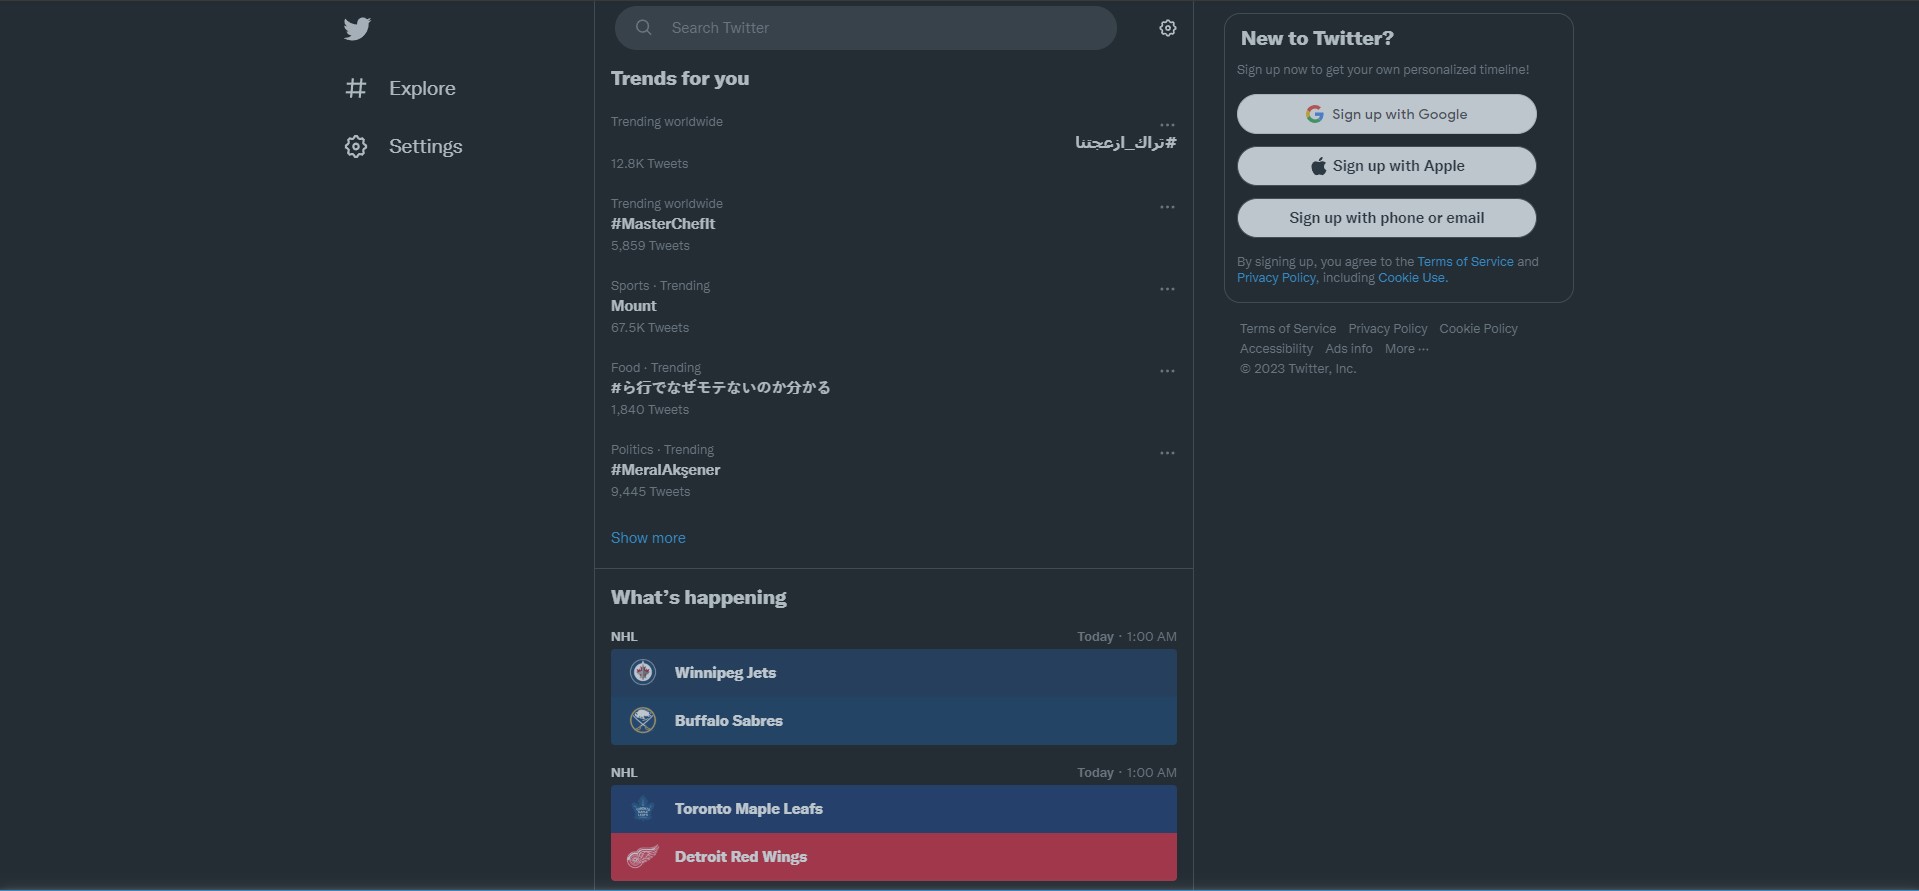 Explore
Settings
Search Twitter
Trends for you
Trending worldwide
#تراك_ازعجتنا
12.8K Tweets
Trending worldwide
#MasterChefIt
5,859 Tweets
Sports · Trending
Mount
67.5K Tweets
Food · Trending
#ら行でなぜモテないのか分かる
1,840 Tweets
Politics · Trending
#MeralAkşener
9,445 Tweets
Show more
What's happening
NHL
Today · 1:00 AM
Winnipeg Jets
Buffalo Sabres
NHL
Today · 1:00 AM
Toronto Maple Leafs
Detroit Red Wings
New to Twitter?
Sign up now to get your own personalized timeline!
Sign up with Google
Sign up with Apple
Sign up with phone or email
By signing up, you agree to the Terms of Service and
Privacy Policy, including Cookie Use.
Terms of Service Privacy Policy Cookie Policy
Accessibility Ads info More ···
© 2023 Twitter, Inc.